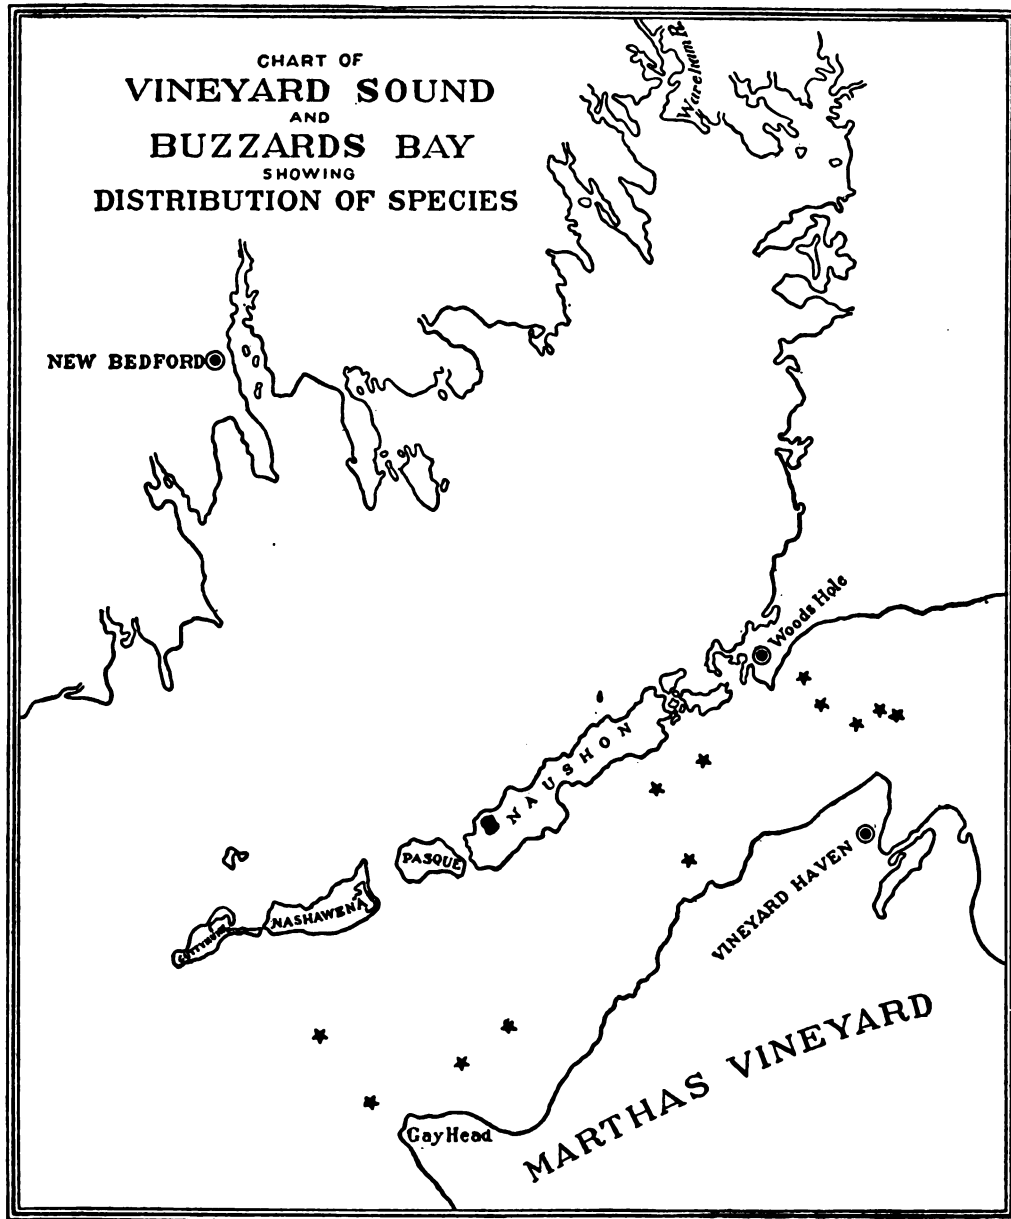 CHART OF
VINEYARD SOUND
AND
BUZZARDS BAY
SHOWING
DISTRIBUTION OF SPECIES
Wareham R.
NEW BEDFORD
Woods Hole
NAUSHON
PASQUE
NASHAWENA
VINEYARD HAVEN
MARTHAS VINEYARD
Gay Head